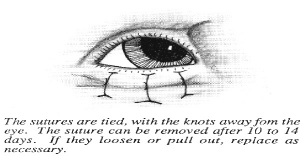 The sutures are tied, with the knots away fom the
eye. The suture can be removed after 10 to 14
days. If they loosen or pull out, replace as
necessary.